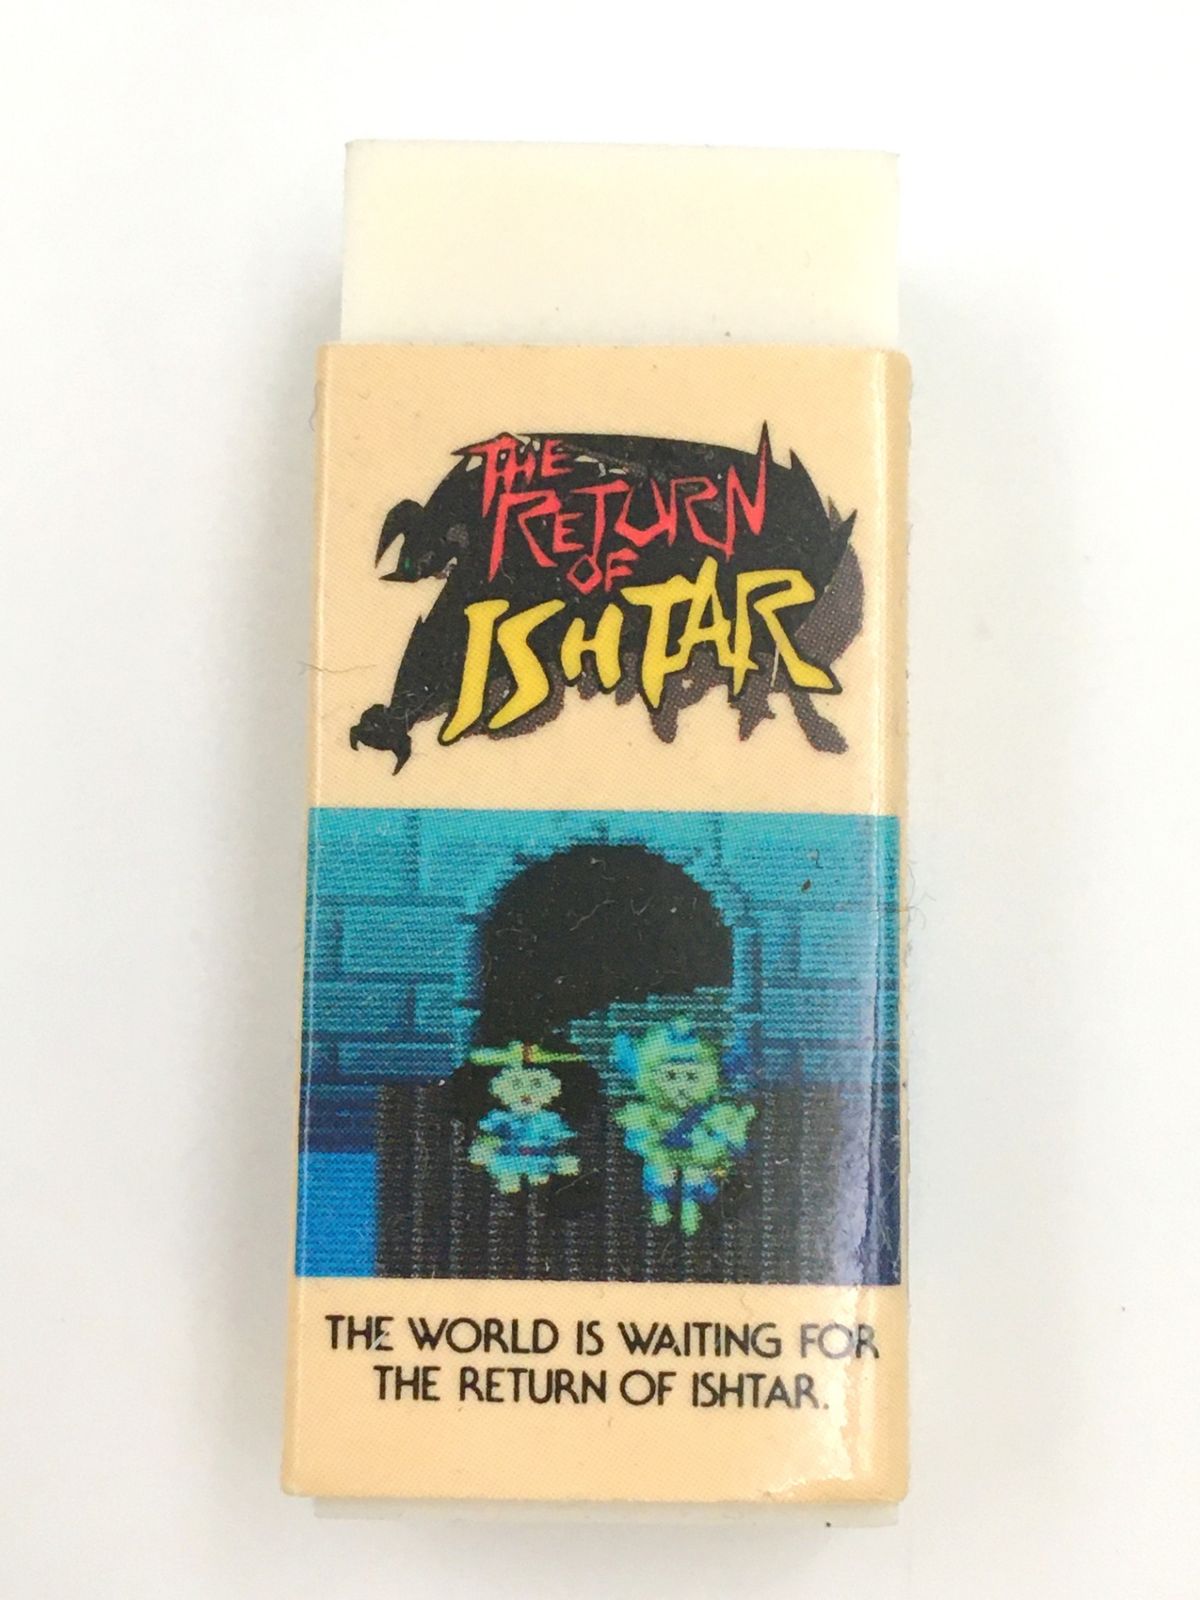 THE
RETURN
OF
ISHTAR
THE WORLD IS WAITING FOR
THE RETURN OF ISHTAR.